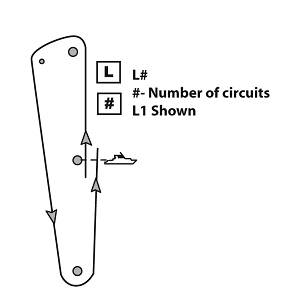 L L#
# #- Number of circuits
L1 Shown